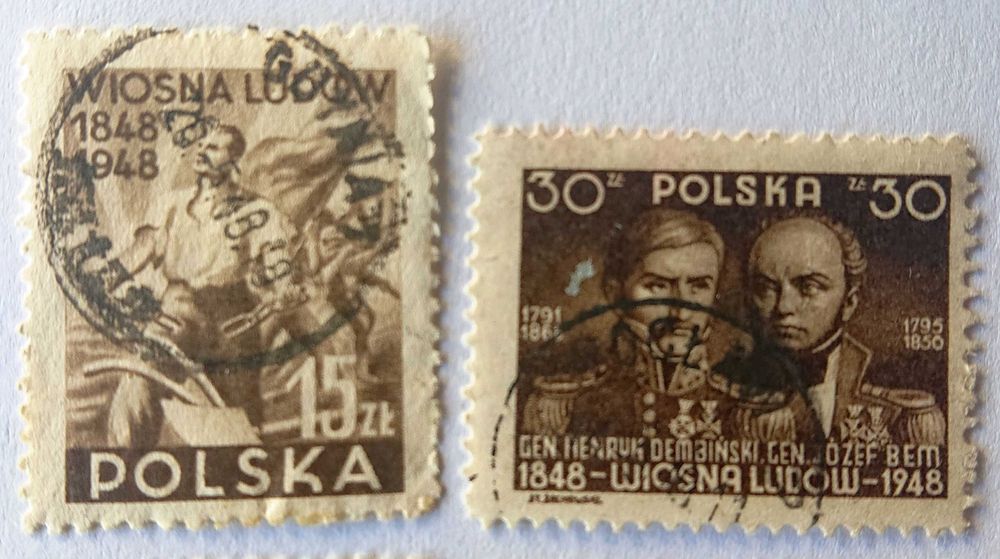 WIOSNA LUDÓW
1848
1948
15 ZŁ
POLSKA
30 ZŁ POLSKA ZŁ 30
1791
1795
1850
GEN. HENRYK DEMBIŃSKI. GEN. JÓZEF BEM
1848-WIOSNA LUDÓW-1948